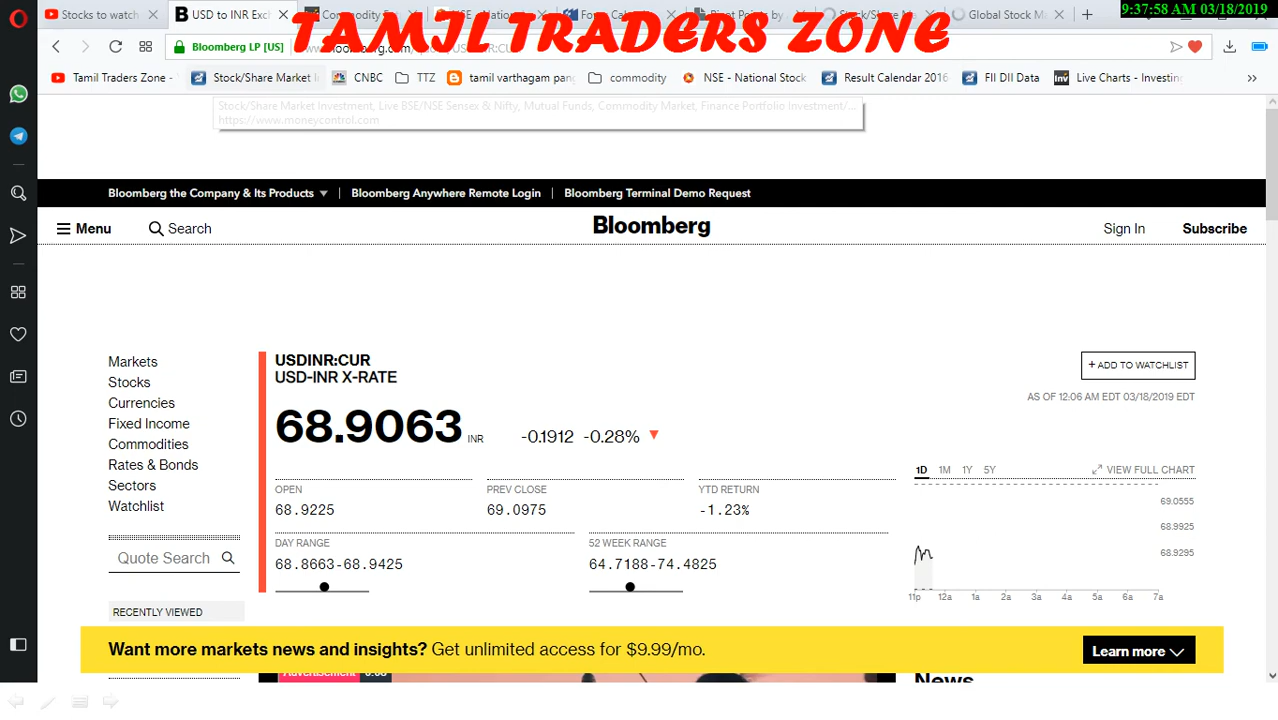 9:37:58 AM 03/18/2019
Stocks to watch
USD to INR Exc
TAMIL TRADERS ZONE
Global Stock M
Bloomberg LP [US]
Tamil Traders Zone -
Stock/Share Market I
CNBC
TTZ
tamil varthagam pang
commodity
NSE - National Stock
Result Calendar 2016
FII DII Data
Live Charts - Investin
Stock/Share Market Investment, Live BSE/NSE Sensex & Nifty, Mutual Funds, Commodity Market, Finance Portfolio investment/...
https://www.moneycontrol.com
Bloomberg the Company & Its Products
Bloomberg Anywhere Remote Login
Bloomberg Terminal Demo Request
Menu
Search
Bloomberg
Sign In
Subscribe
Markets
Stocks
Currencies
Fixed Income
Commodities
Rates & Bonds
Sectors
Watchlist
Quote Search
RECENTLY VIEWED
USDINR:CUR
USD-INR X-RATE
+ ADD TO WATCHLIST
AS OF 12:06 AM EDT 03/18/2019 EDT
68.9063 INR -0.1912 -0.28%
OPEN
68.9225
PREV CLOSE
69.0975
YTD RETURN
-1.23%
DAY RANGE
68.8663-68.9425
52 WEEK RANGE
64.7188-74.4825
1D 1M 1Y 5Y
VIEW FULL CHART
69.0555
68.9925
68.9295
11p 12a 1a 2a 3a 4a 5a 6a 7a
Want more markets news and insights? Get unlimited access for $9.99/mo.
Learn more
Advertisement
News